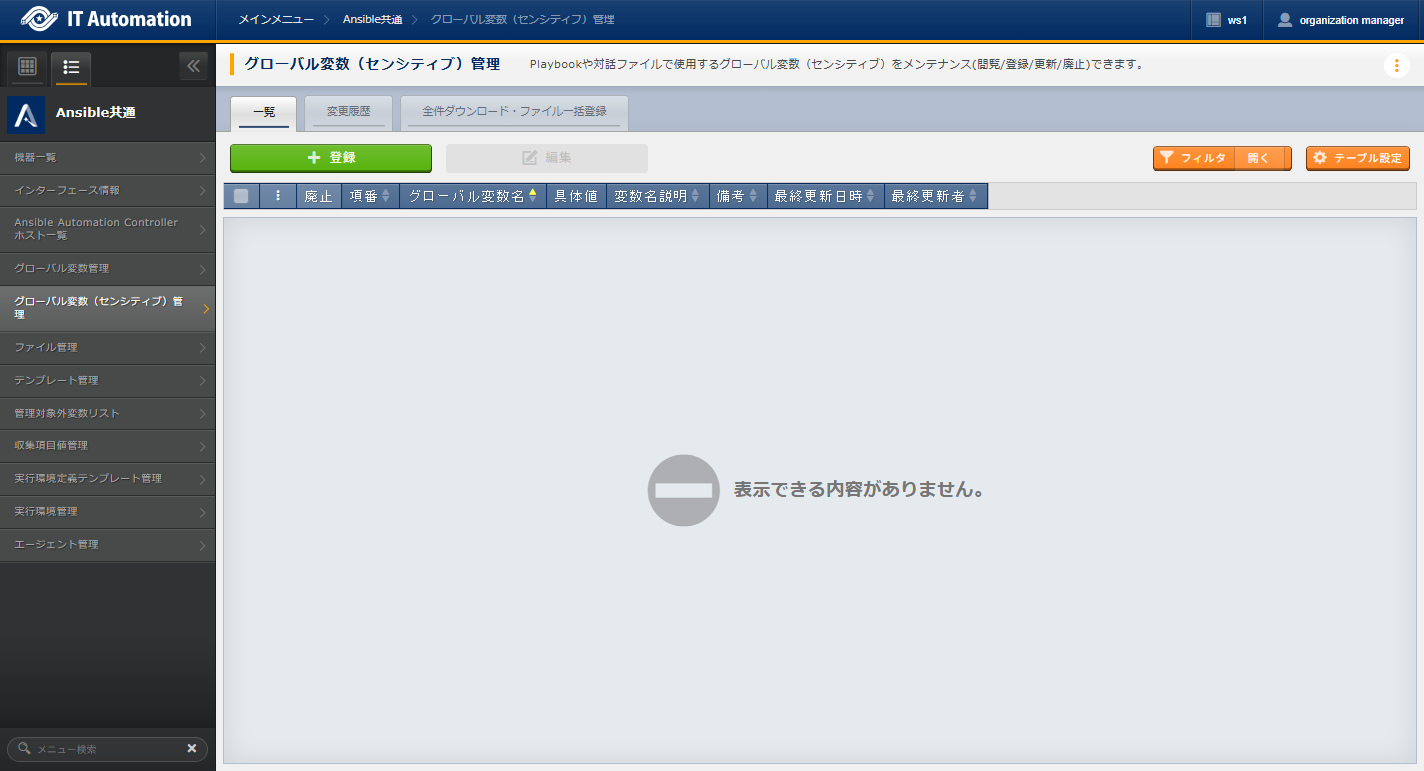 IT Automation
メインメニュー
Ansible共通
グローバル変数（センシティブ）管理
ws1
organization manager
Ansible共通
機器一覧
インターフェース情報
Ansible Automation Controller
ホスト一覧
グローバル変数管理
グローバル変数（センシティブ）管
理
ファイル管理
テンプレート管理
管理対象外変数リスト
収集項目値管理
実行環境定義テンプレート管理
実行環境管理
エージェント管理
メニュー検索
グローバル変数（センシティブ）管理
Playbookや対話ファイルで使用するグローバル変数（センシティブ）をメンテナンス(閲覧/登録/更新/廃止)できます。
一覧
変更履歴
全件ダウンロード・ファイル一括登録
登録
編集
フィルタ
開く
テーブル設定
廃止
項番
グローバル変数名
具体値
変数名説明
備考
最終更新日時
最終更新者
表示できる内容がありません。